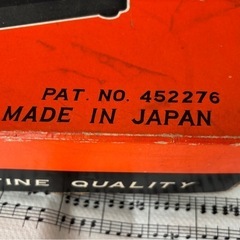 PAT. NO. 452276
MADE IN JAPAN
FINE QUALITY